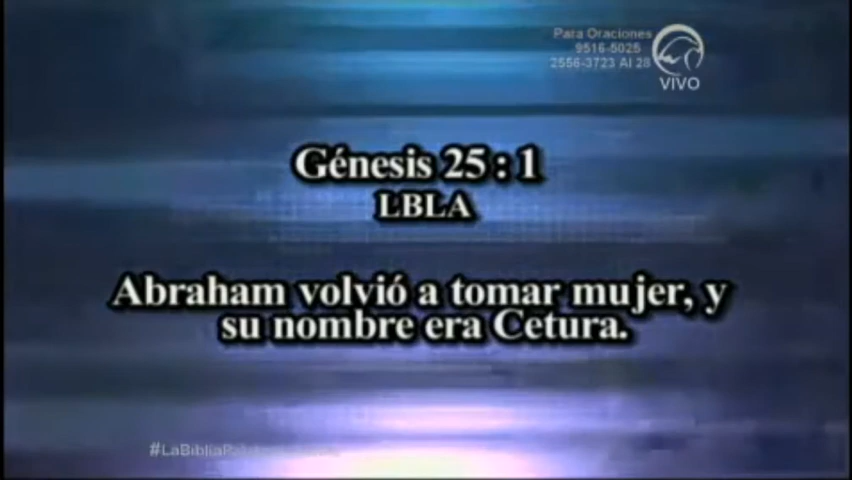 Para Oraciones
9516-5025
2556-3723 Al 28
VIVO
Génesis 25 : 1
LBLA
Abraham volvió a tomar mujer, y
su nombre era Cetura.